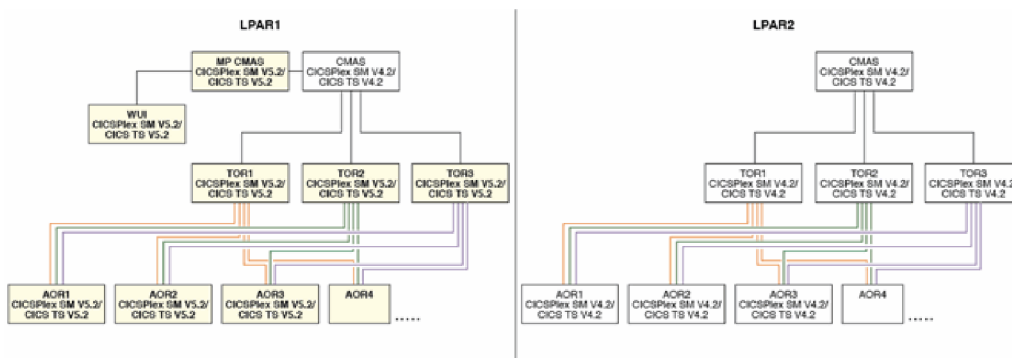 LPAR1
LPAR2
MP CMAS
CICSPlex SM V5.2/
CICS TS V5.2
CMAS
CICSPlex SM V4.2/
CICS TS V4.2
CMAS
CICSPlex SM V4.2/
CICS TS V4.2
WUI
CICSPlex SM V5.2/
CICS TS V5.2
TOR1
CICSPlex SM V5.2/
CICS TS V5.2
TOR2
CICSPlex SM V5.2/
CICS TS V5.2
TOR3
CICSPlex SM V5.2/
CICS TS V5.2
TOR1
CICSPlex SM V4.2/
CICS TS V4.2
TOR2
CICSPlex SM V4.2/
CICS TS V4.2
TOR3
CICSPlex SM V4.2/
CICS TS V4.2
AOR1
CICSPlex SM V5.2/
CICS TS V5.2
AOR2
CICSPlex SM V5.2/
CICS TS V5.2
AOR3
CICSPlex SM V5.2/
CICS TS V5.2
AOR4
.....
AOR1
CICSPlex SM V4.2/
CICS TS V4.2
AOR2
CICSPlex SM V4.2/
CICS TS V4.2
AOR3
CICSPlex SM V4.2/
CICS TS V4.2
AOR4
.....